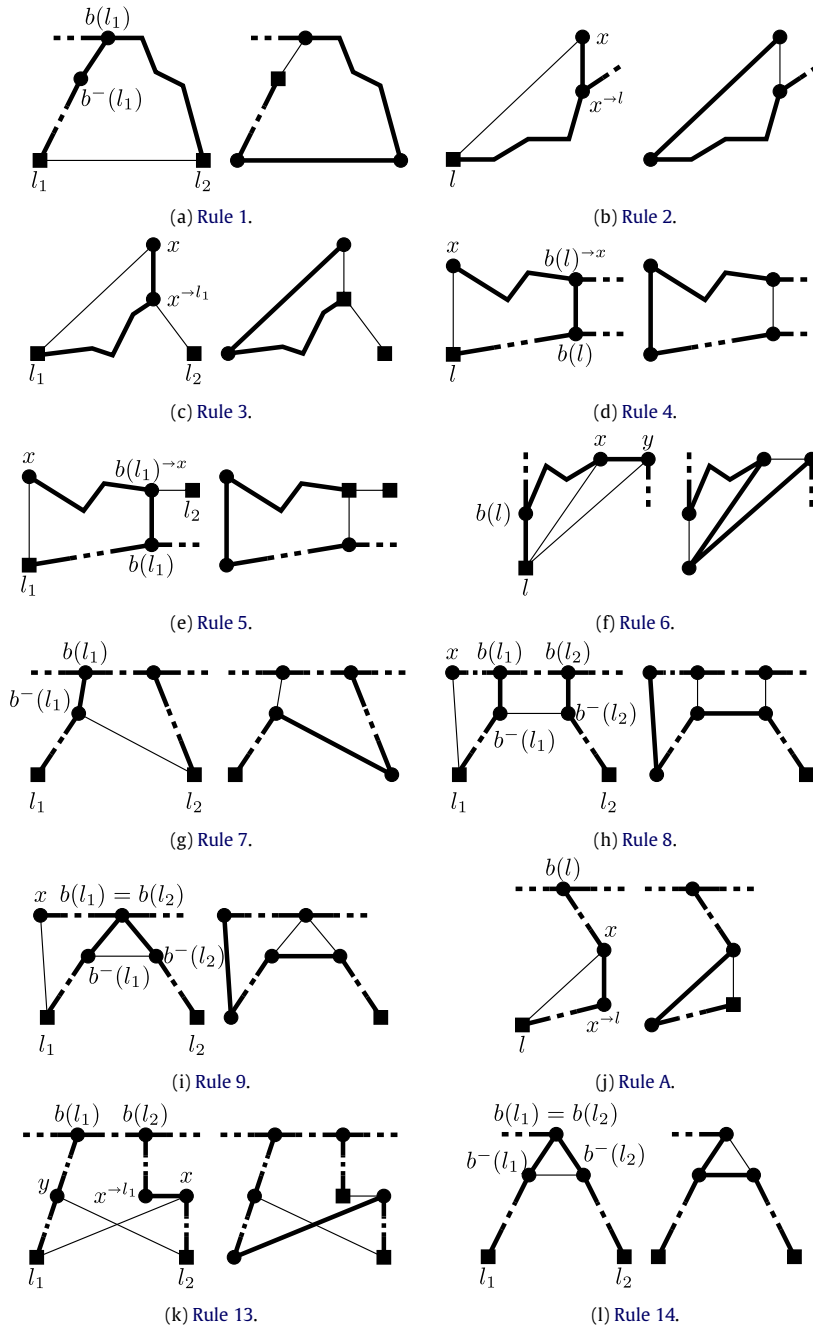 b(l₁)
b⁻(l₁)
l₁ l₂
x
x→l
l
(a) Rule 1. (b) Rule 2.
x
x→l₁
l₁ l₂
x b(l)→x
l b(l)
(c) Rule 3. (d) Rule 4.
x b(l₁)→x
l₂
l₁ b(l₁)
x y
b(l)
l
(e) Rule 5. (f) Rule 6.
b(l₁)
b⁻(l₁)
l₁ l₂
x b(l₁) b(l₂)
b⁻(l₂)
b⁻(l₁)
l₁ l₂
(g) Rule 7. (h) Rule 8.
x b(l₁) = b(l₂)
b⁻(l₂)
b⁻(l₁)
l₁ l₂
b(l)
x
x→l
l
(i) Rule 9. (j) Rule A.
b(l₁) b(l₂)
y x→l₁ x
l₁ l₂
b(l₁) = b(l₂)
b⁻(l₁) b⁻(l₂)
l₁ l₂
(k) Rule 13. (l) Rule 14.